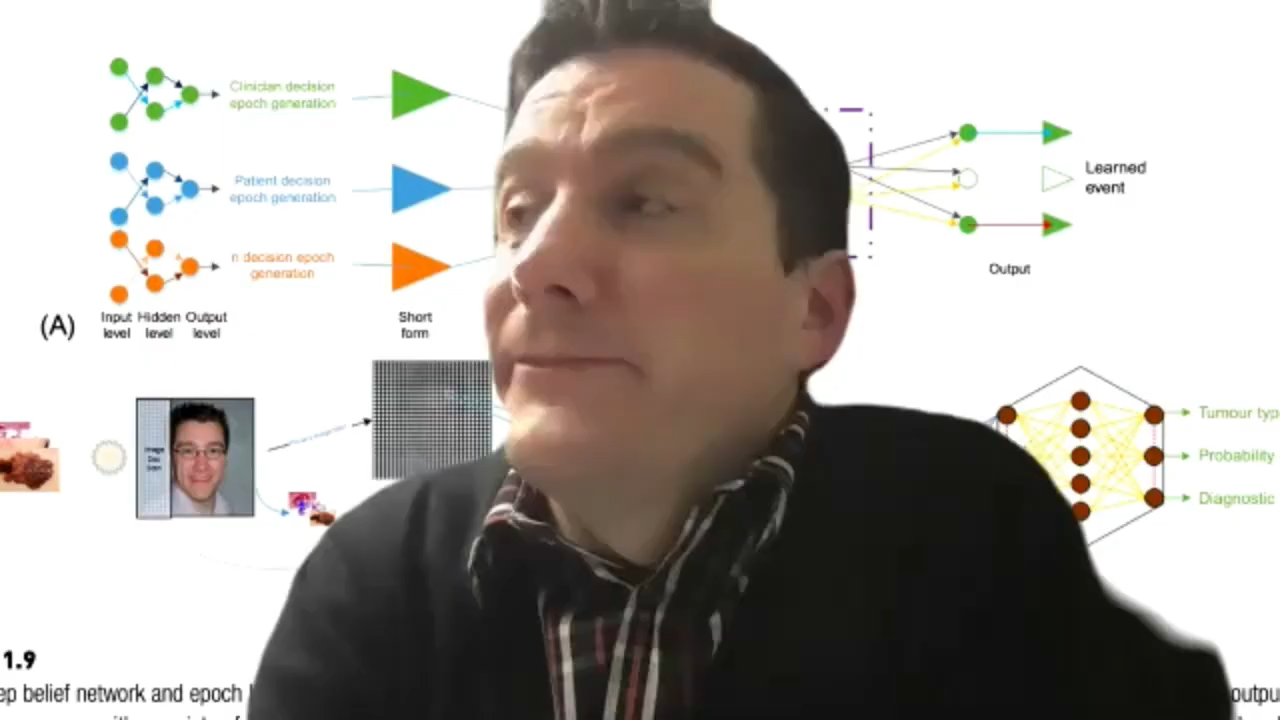 Clinician decision
epoch generation
Patient decision
epoch generation
n decision epoch
generation
Learned
event
Output
(A)
Input
level
Hidden
level
Output
level
Short
form
Tumour typ
Probability
Diagnostic
1.9
ep belief network and epoch
outpu